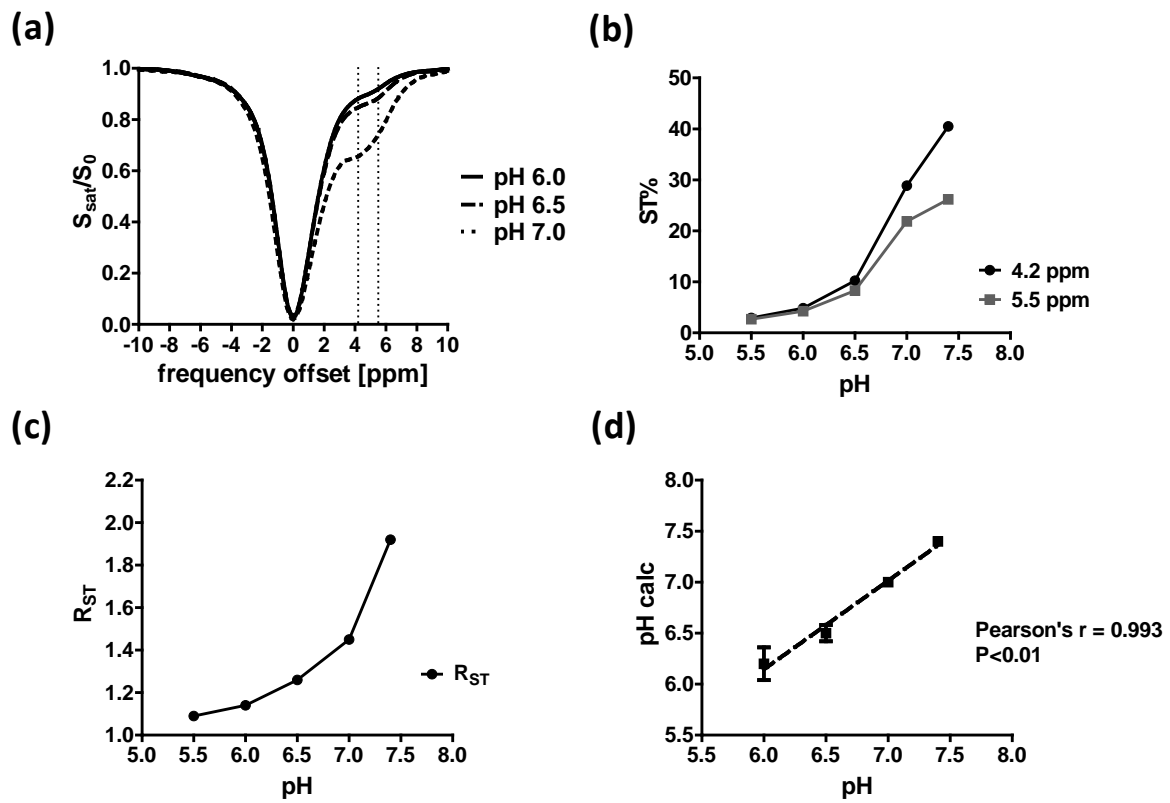 (a)
S_sat/S_0
1.0
0.8
0.6
0.4
0.2
0.0
-10 -8 -6 -4 -2 0 2 4 6 8 10
frequency offset [ppm]
pH 6.0
pH 6.5
pH 7.0
(b)
ST%
50
40
30
20
10
0
5.0 5.5 6.0 6.5 7.0 7.5 8.0
pH
4.2 ppm
5.5 ppm
(c)
R_ST
2.2
2.0
1.8
1.6
1.4
1.2
1.0
5.0 5.5 6.0 6.5 7.0 7.5 8.0
pH
R_ST
(d)
pH calc
8.0
7.5
7.0
6.5
6.0
5.5
5.5 6.0 6.5 7.0 7.5 8.0
pH
Pearson's r = 0.993
P<0.01